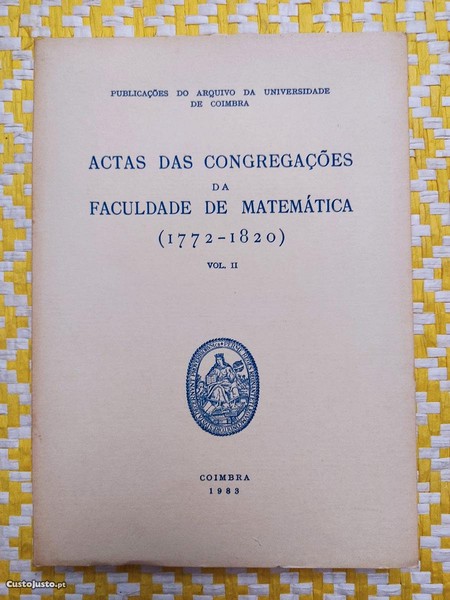 PUBLICAÇÕES DO ARQUIVO DA UNIVERSIDADE
DE COIMBRA
ACTAS DAS CONGREGAÇÕES
DA
FACULDADE DE MATEMÁTICA
(1772-1820)
VOL. II
COIMBRA
1983
CustoJusto.pt